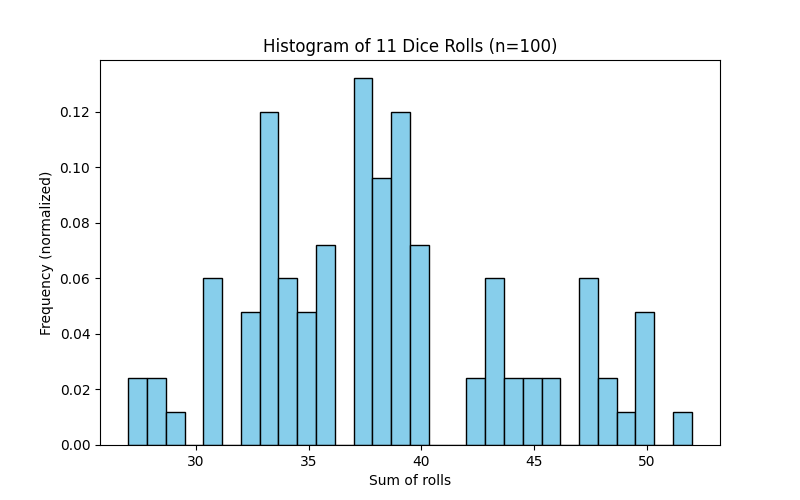 Histogram of 11 Dice Rolls (n=100)
Frequency (normalized)
0.12
0.10
0.08
0.06
0.04
0.02
0.00
30 35 40 45 50
Sum of rolls